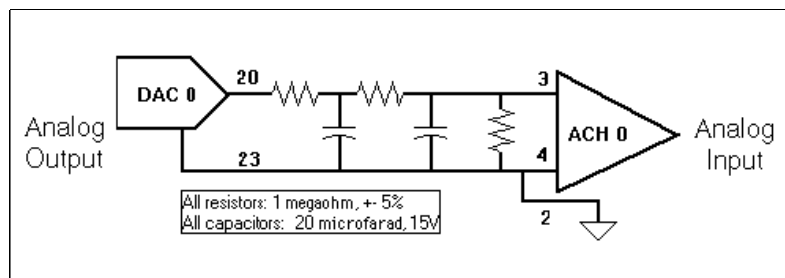 20
3
DAC 0
Analog
Output
ACH 0
Analog
Input
23
4
2
All resistors: 1 megaohm, +- 5%
All capacitors: 20 microfarad, 15V